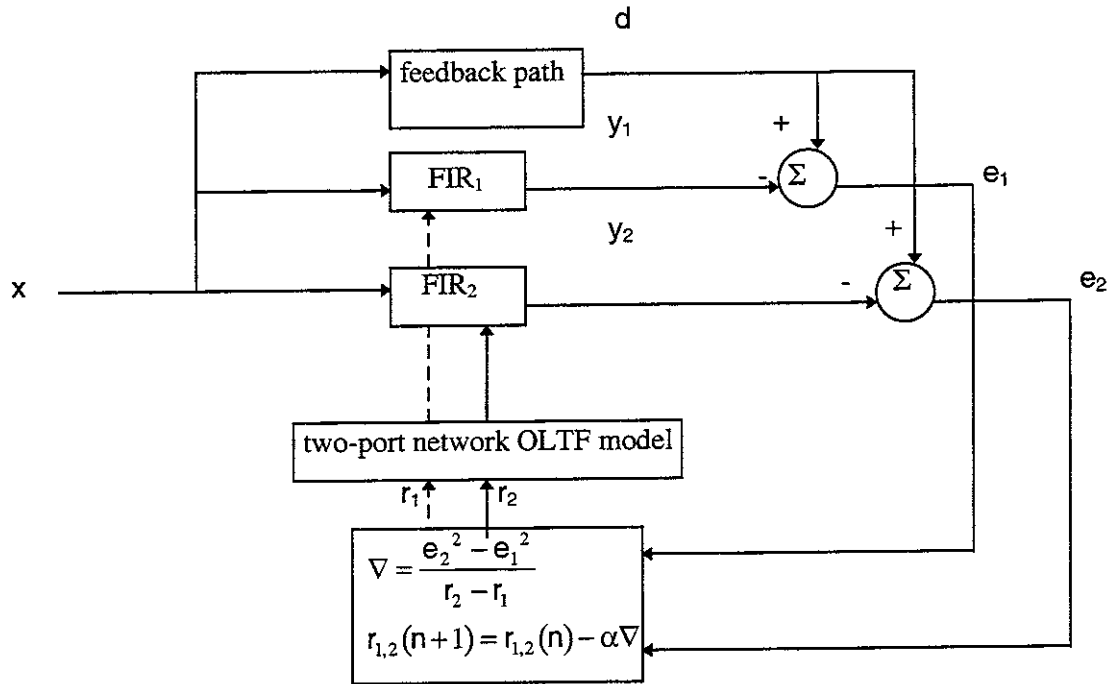 d
feedback path
y₁
+
FIR₁
-
Σ
e₁
y₂
+
x
FIR₂
-
Σ
e₂
two-port network OLTF model
r₁
r₂
∇ = (e₂² − e₁²) / (r₂ − r₁)
r₁,₂(n+1) = r₁,₂(n) − α∇